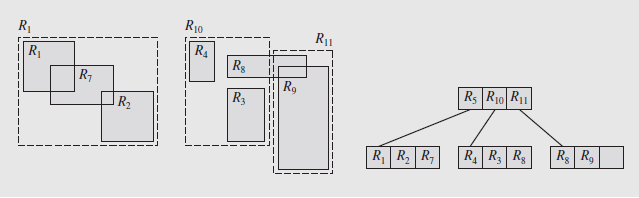 R₁ R₁₀
R₁₁
R₁ R₄
R₇ R₈
R₂ R₃ R₉
R₅ R₁₀ R₁₁
R₁ R₂ R₇ R₄ R₃ R₈ R₈ R₉